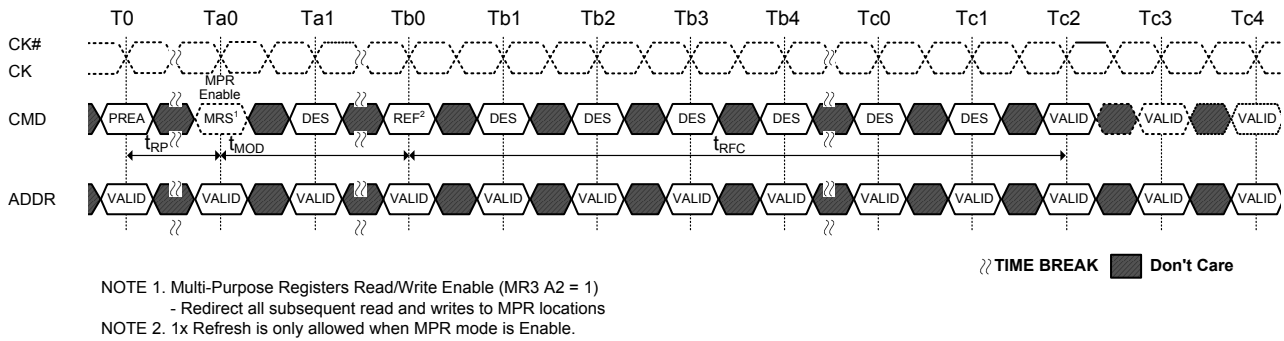 T0 Ta0 Ta1 Tb0 Tb1 Tb2 Tb3 Tb4 Tc0 Tc1 Tc2 Tc3 Tc4
CK#
CK
MPR
Enable
CMD PREA MRS1 DES REF2 DES DES DES DES DES DES VALID VALID VALID
tRP tMOD tRFC
ADDR VALID VALID VALID VALID VALID VALID VALID VALID VALID VALID VALID VALID VALID
TIME BREAK Don't Care
NOTE 1. Multi-Purpose Registers Read/Write Enable (MR3 A2 = 1)
- Redirect all subsequent read and writes to MPR locations
NOTE 2. 1x Refresh is only allowed when MPR mode is Enable.